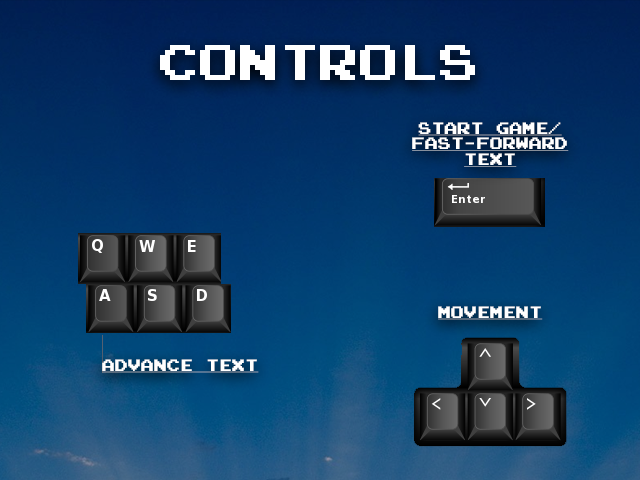 CONTROLS
START GAME/
FAST-FORWARD
TEXT
Enter
Q W E
A S D
ADVANCE TEXT
MOVEMENT